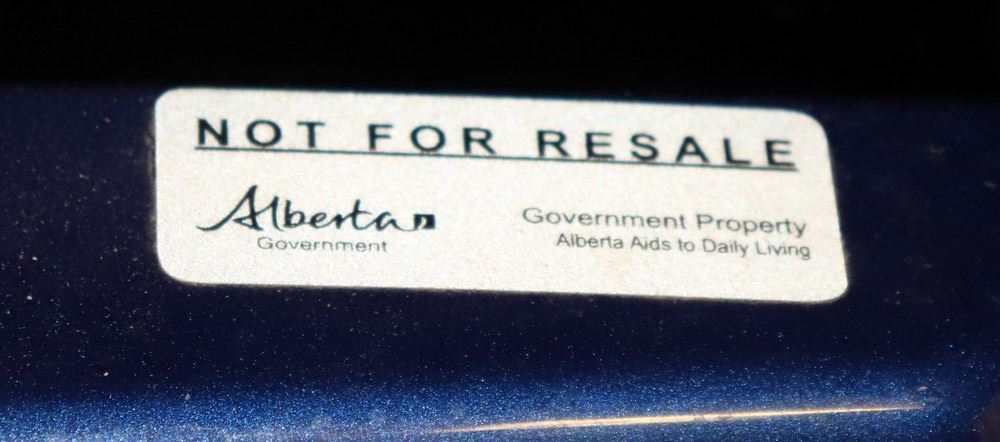 NOT FOR RESALE
Alberta
Government
Government Property
Alberta Aids to Daily Living